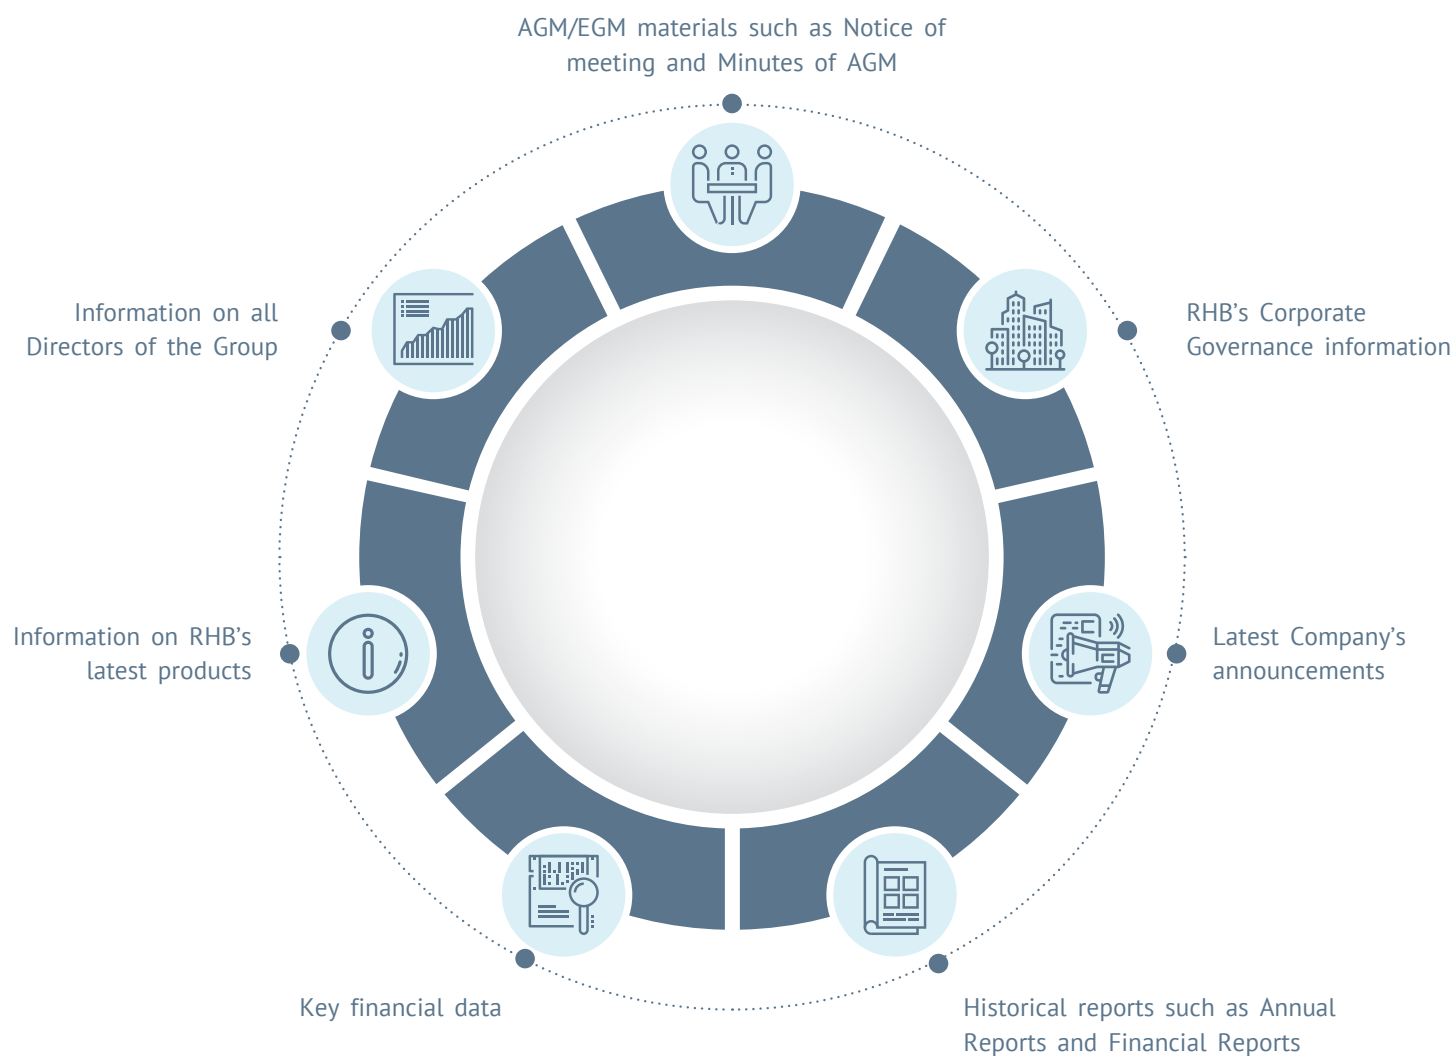 AGM/EGM materials such as Notice of
meeting and Minutes of AGM
RHB’s Corporate
Governance information
Latest Company’s
announcements
Historical reports such as Annual
Reports and Financial Reports
Key financial data
Information on RHB’s
latest products
Information on all
Directors of the Group